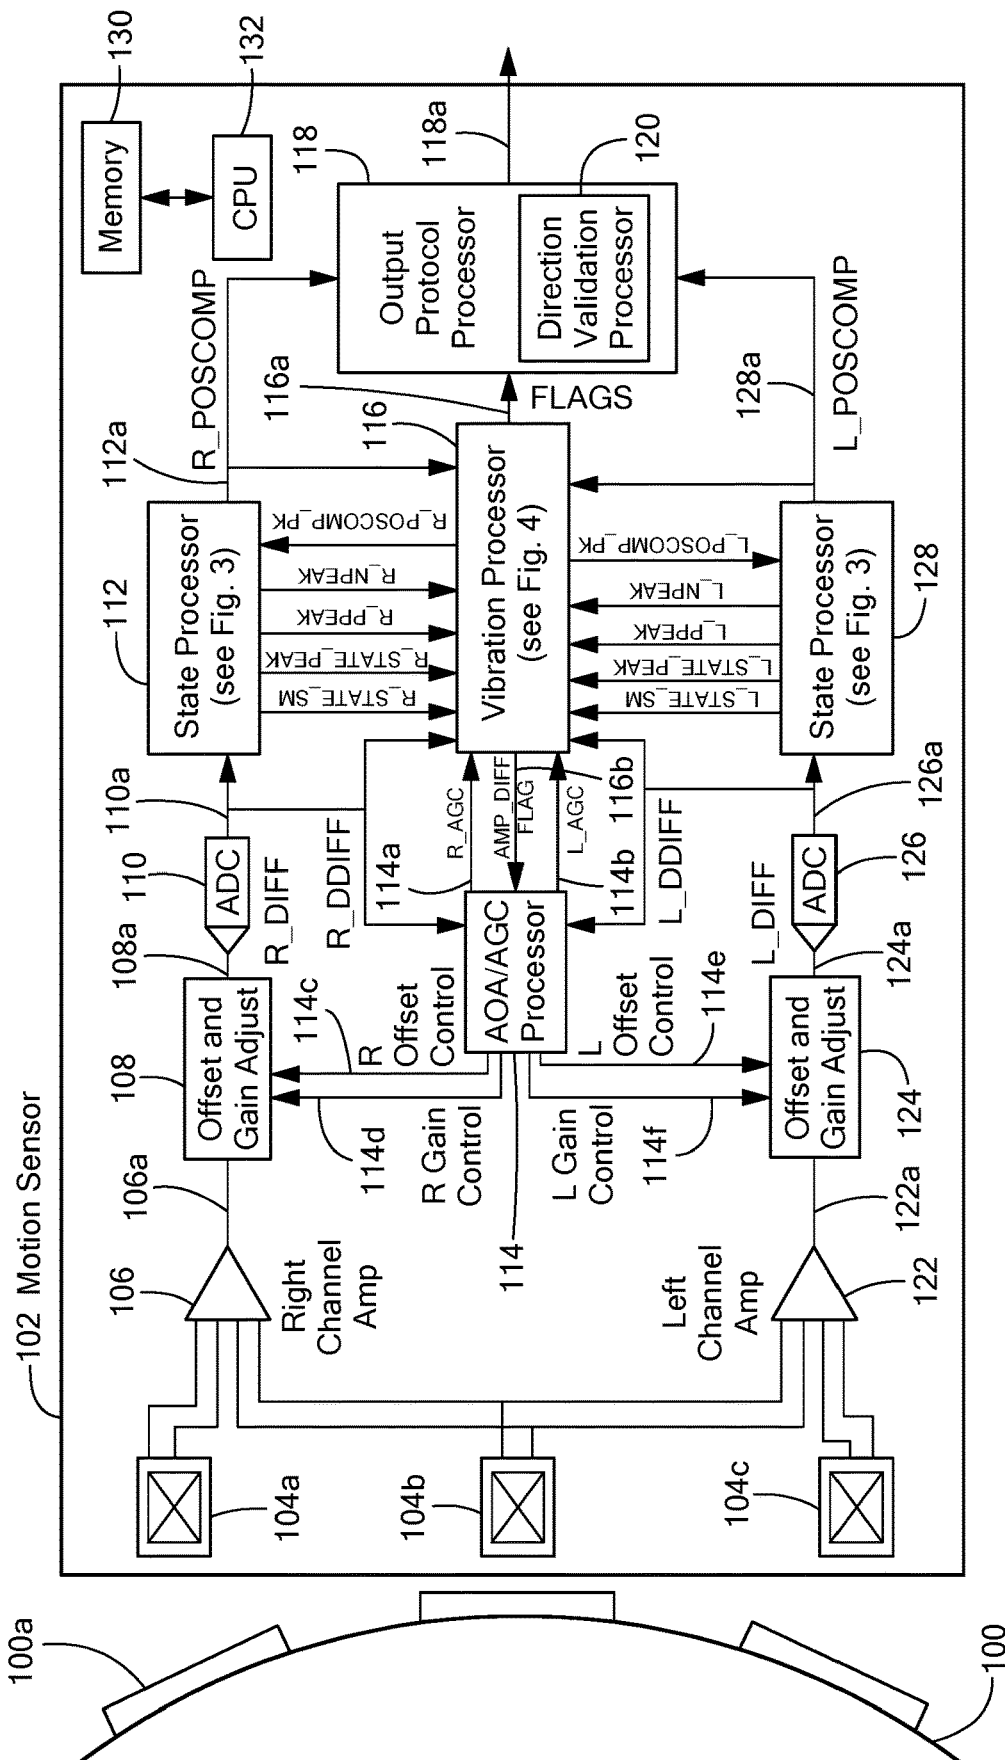 102 Motion Sensor
100a
100
104a
104b
104c
106
Right
Channel
Amp
106a
Left
Channel
Amp
122
122a
108
Offset and
Gain Adjust
108a
R_DIFF
114c
114d
R
Offset
Control
R Gain
Control
114
AOA/AGC
Processor
L Gain
Control
L
Offset
Control
114e
114f
Offset and
Gain Adjust
124
124a
L_DIFF
110
ADC
110a
R_DDIFF
114a
R_AGC
AMP_DIFF
FLAG
L_AGC
114b
116b
L_DDIFF
ADC
126
126a
112
State Processor
(see Fig. 3)
112a
R_POSCOMP
R_STATE_SM
R_STATE_PEAK
R_PPEAK
R_NPEAK
R_POSCOMP_PK
116
116a
Vibration Processor
(see Fig. 4)
FLAGS
L_STATE_SM
L_STATE_PEAK
L_PPEAK
L_NPEAK
L_POSCOMP_PK
State Processor
(see Fig. 3)
128
128a
L_POSCOMP
Memory
130
CPU
132
118
118a
Output
Protocol
Processor
120
Direction
Validation
Processor